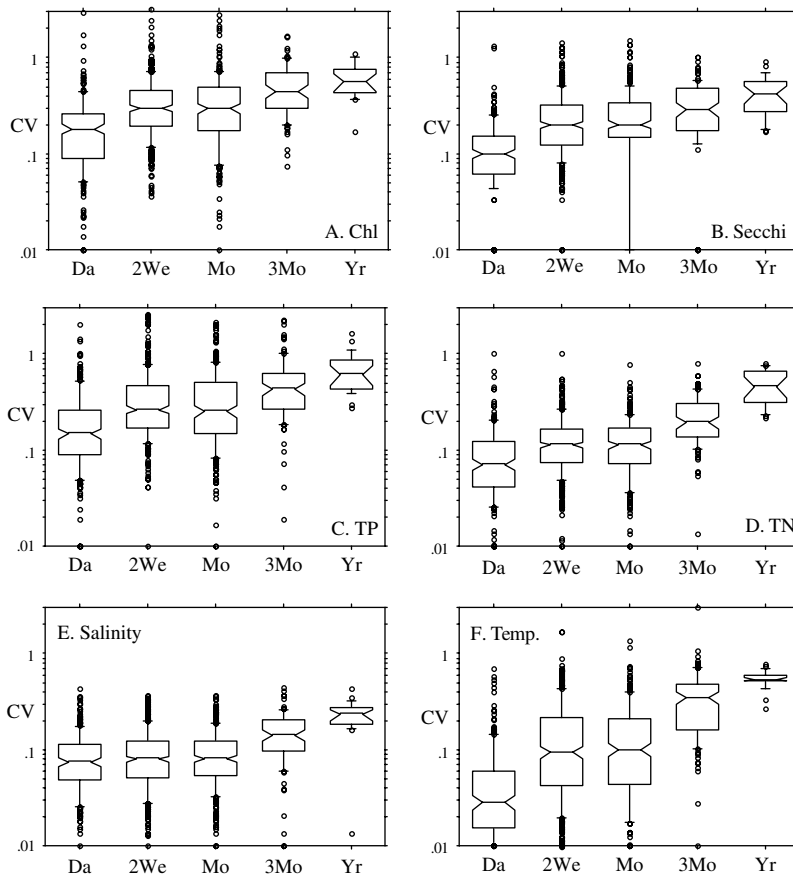 1
CV
.1
.01
A. Chl
Da 2We Mo 3Mo Yr
1
CV
.1
.01
B. Secchi
Da 2We Mo 3Mo Yr
1
CV
.1
.01
C. TP
Da 2We Mo 3Mo Yr
1
CV
.1
.01
D. TN
Da 2We Mo 3Mo Yr
E. Salinity
1
CV
.1
.01
Da 2We Mo 3Mo Yr
F. Temp.
1
CV
.1
.01
Da 2We Mo 3Mo Yr